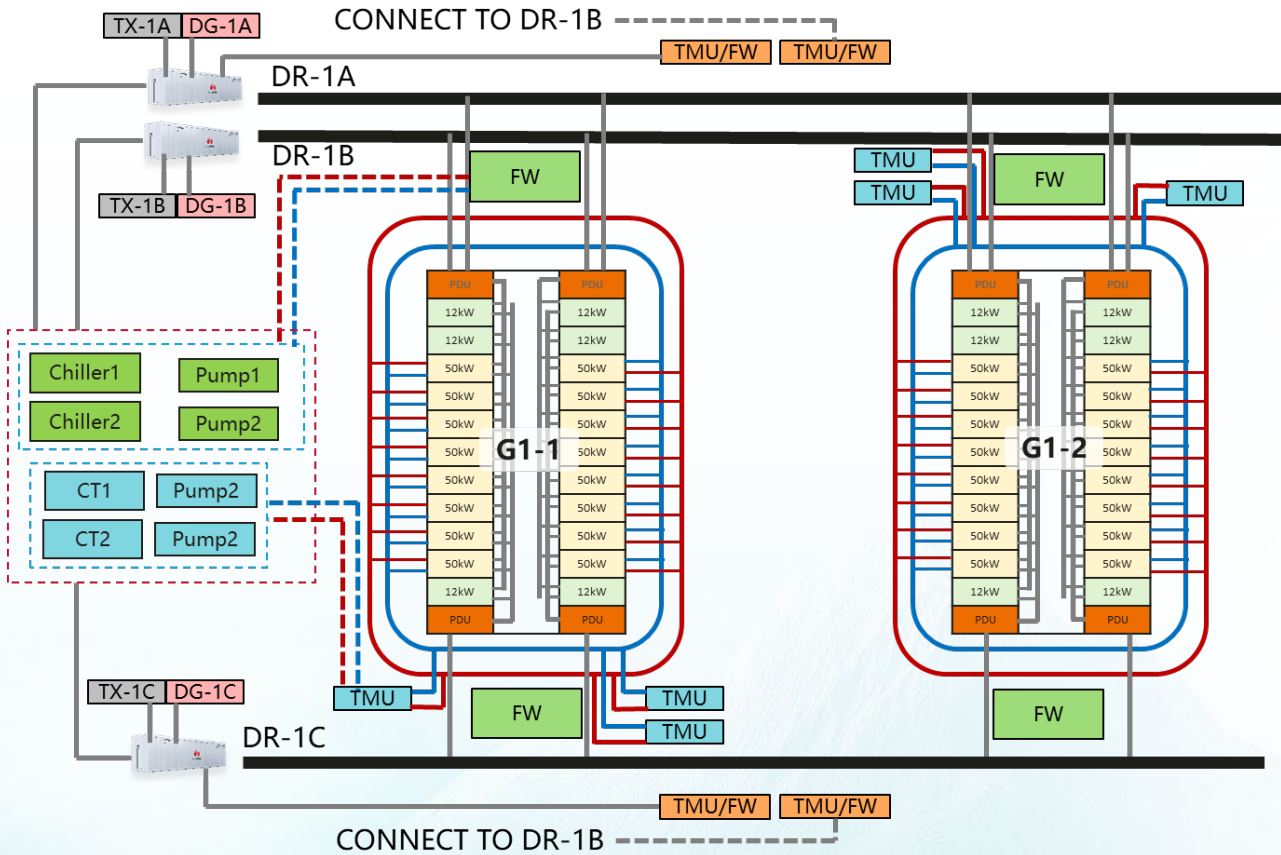 CONNECT TO DR-1B
TX-1A DG-1A
TMU/FW TMU/FW
DR-1A
DR-1B
TX-1B DG-1B
FW
TMU
TMU
FW
TMU
PDU PDU PDU PDU
12kW 12kW 12kW 12kW
12kW 12kW 12kW 12kW
50kW 50kW 50kW 50kW
50kW 50kW 50kW 50kW
50kW 50kW 50kW 50kW
50kW 50kW 50kW 50kW
50kW 50kW 50kW 50kW
50kW 50kW 50kW 50kW
50kW 50kW 50kW 50kW
50kW 50kW 50kW 50kW
12kW 12kW 12kW 12kW
PDU PDU PDU PDU
G1-1
G1-2
Chiller1 Pump1
Chiller2 Pump2
CT1 Pump2
CT2 Pump2
TX-1C DG-1C
TMU
FW
TMU
TMU
FW
DR-1C
TMU/FW TMU/FW
CONNECT TO DR-1B